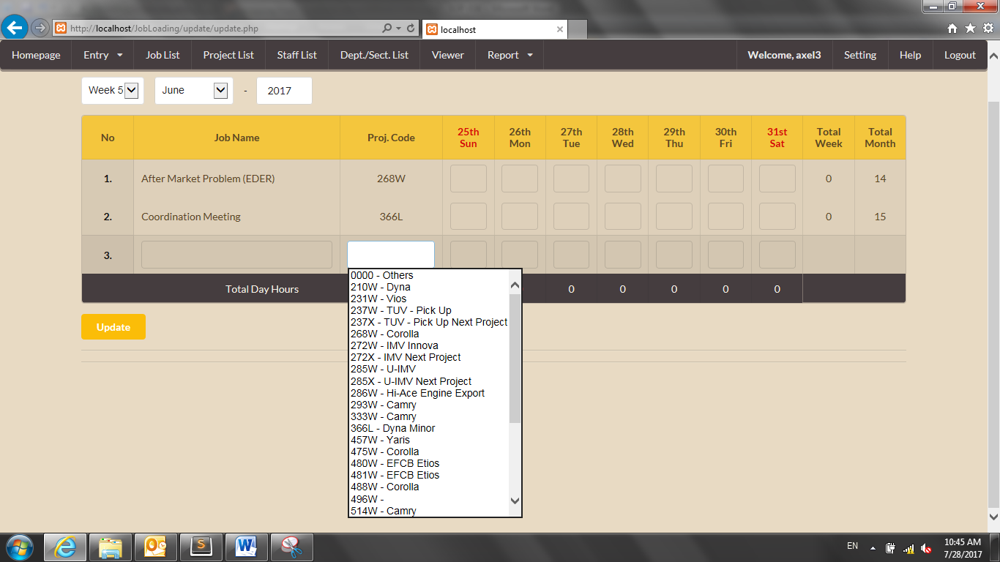 http://localhost/JobLoading/update/update.php
localhost
Homepage Entry Job List Project List Staff List Dept./Sect. List Viewer Report Welcome, axel3 Setting Help Logout
Week 5 June - 2017
No Job Name Proj. Code 25th Sun 26th Mon 27th Tue 28th Wed 29th Thu 30th Fri 31st Sat Total Week Total Month
1. After Market Problem (EDER) 268W 0 14
2. Coordination Meeting 366L 0 15
3.
Total Day Hours 0 0 0 0 0
0000 - Others
210W - Dyna
231W - Vios
237W - TUV - Pick Up
237X - TUV - Pick Up Next Project
268W - Corolla
272W - IMV Innova
272X - IMV Next Project
285W - U-IMV
285X - U-IMV Next Project
286W - Hi-Ace Engine Export
293W - Camry
333W - Camry
366L - Dyna Minor
457W - Yaris
475W - Corolla
480W - EFCB Etios
481W - EFCB Etios
488W - Corolla
496W -
514W - Camry
Update
EN
10:45 AM
7/28/2017